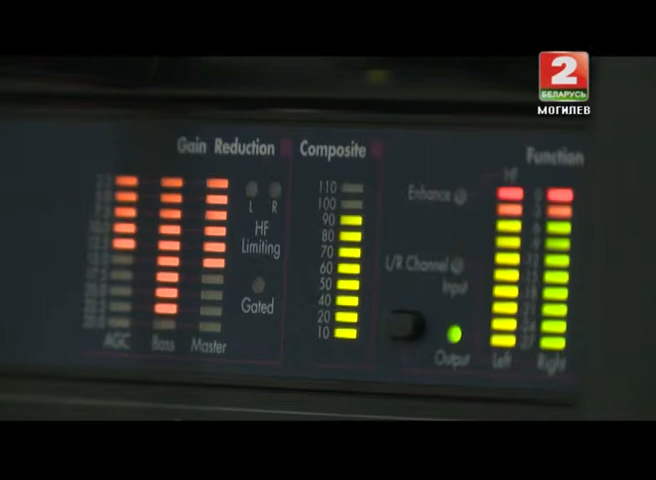 2
БЕЛАРУСЬ
МОГИЛЕВ
Gain Reduction
Composite
Function
HF
110
100
90
80
70
60
50
40
20
10
Enhance
L R
HF
Limiting
Gated
L/R Channel
Input
Output
AGC
Bass
Master
Left
Right